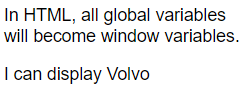 In HTML, all global variables
will become window variables.
I can display Volvo